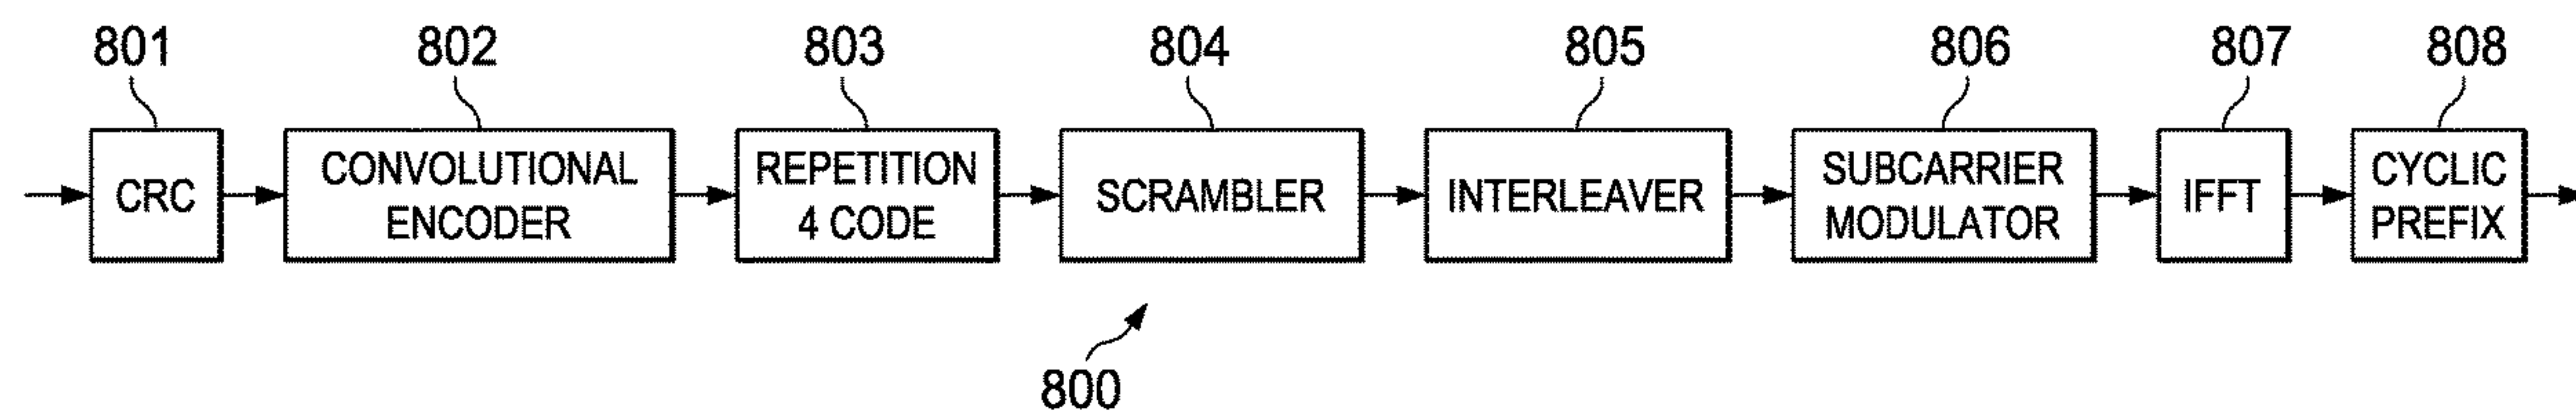 801 802 803 804 805 806 807 808
CRC
CONVOLUTIONAL
ENCODER
REPETITION
4 CODE
SCRAMBLER
INTERLEAVER
SUBCARRIER
MODULATOR
IFFT
CYCLIC
PREFIX
800